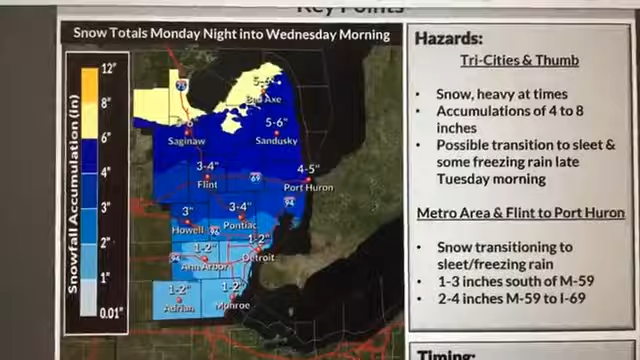 Key Points
Snow Totals Monday Night into Wednesday Morning
Snowfall Accumulation (in)
12"
8"
6"
4"
3"
2"
1"
0.01"
75
Bad Axe
Saginaw
5-6"
Sandusky
3-4"
Flint
69
4-5"
Port Huron
94
3"
Howell
3-4"
Pontiac
96
1-2"
Detroit
94
1-2"
Ann Arbor
1-2"
Adrian
1-2"
Monroe
Hazards:
Tri-Cities & Thumb
• Snow, heavy at times
• Accumulations of 4 to 8
inches
• Possible transition to sleet &
some freezing rain late
Tuesday morning
Metro Area & Flint to Port Huron
• Snow transitioning to
sleet/freezing rain
• 1-3 inches south of M-59
• 2-4 inches M-59 to I-69
Timing: